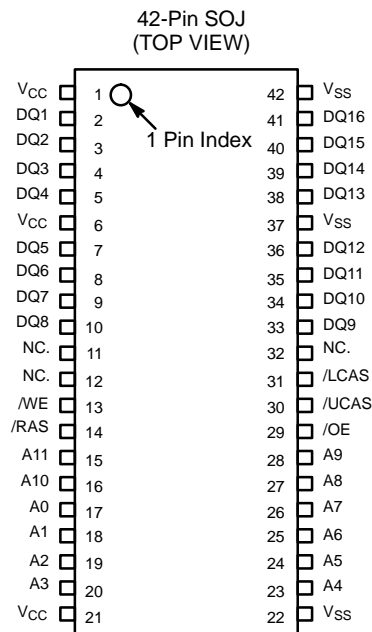 42-Pin SOJ
(TOP VIEW)
VCC 1 42 VSS
1 Pin Index
DQ1 2 41 DQ16
DQ2 3 40 DQ15
DQ3 4 39 DQ14
DQ4 5 38 DQ13
VCC 6 37 VSS
DQ5 7 36 DQ12
DQ6 8 35 DQ11
DQ7 9 34 DQ10
DQ8 10 33 DQ9
NC. 11 32 NC.
NC. 12 31 /LCAS
/WE 13 30 /UCAS
/RAS 14 29 /OE
A11 15 28 A9
A10 16 27 A8
A0 17 26 A7
A1 18 25 A6
A2 19 24 A5
A3 20 23 A4
VCC 21 22 VSS